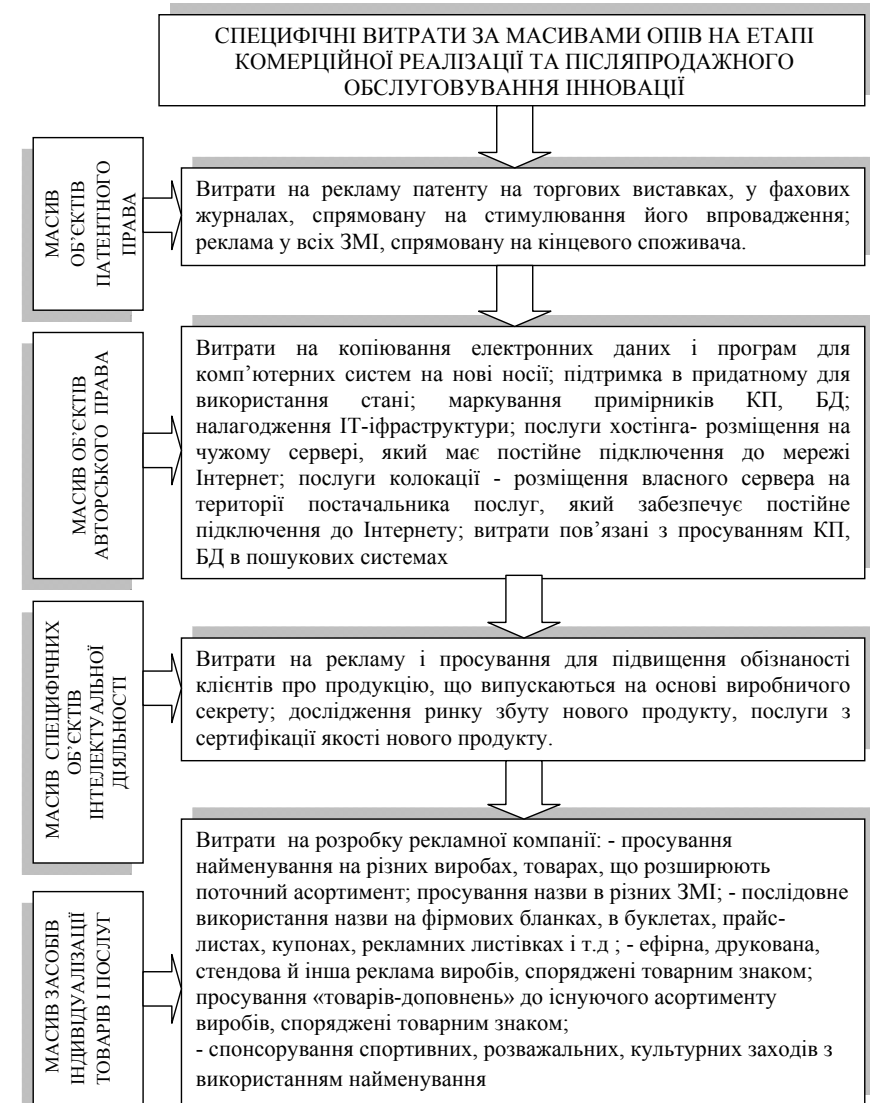 СПЕЦИФІЧНІ ВИТРАТИ ЗА МАСИВАМИ ОПІВ НА ЕТАПІ
КОМЕРЦІЙНОЇ РЕАЛІЗАЦІЇ ТА ПІСЛЯПРОДАЖНОГО
ОБСЛУГОВУВАННЯ ІННОВАЦІЇ
МАСИВ
ОБ’ЄКТІВ
ПАТЕНТНОГО
ПРАВА
Витрати на рекламу патенту на торгових виставках, у фахових
журналах, спрямовану на стимулювання його впровадження;
реклама у всіх ЗМІ, спрямовану на кінцевого споживача.
МАСИВ ОБ’ЄКТІВ
АВТОРСЬКОГО ПРАВА
Витрати на копіювання електронних даних і програм для
комп’ютерних систем на нові носії; підтримка в придатному для
використання стані; маркування примірників КП, БД;
налагодження ІТ-іфраструктури; послуги хостінга- розміщення на
чужому сервері, який має постійне підключення до мережі
Інтернет; послуги колокації - розміщення власного сервера на
території постачальника послуг, який забезпечує постійне
підключення до Інтернету; витрати пов’язані з просуванням КП,
БД в пошукових системах
МАСИВ СПЕЦИФІЧНИХ
ОБ’ЄКТІВ
ІНТЕЛЕКТУАЛЬНОЇ
ДІЯЛЬНОСТІ
Витрати на рекламу і просування для підвищення обізнаності
клієнтів про продукцію, що випускаються на основі виробничого
секрету; дослідження ринку збуту нового продукту, послуги з
сертифікації якості нового продукту.
МАСИВ ЗАСОБІВ
ІНДИВІДУАЛІЗАЦІЇ
ТОВАРІВ І ПОСЛУГ
Витрати на розробку рекламної компанії: - просування
найменування на різних виробах, товарах, що розширюють
поточний асортимент; просування назви в різних ЗМІ; - послідовне
використання назви на фірмових бланках, в буклетах, прайс-
листах, купонах, рекламних листівках і т.д ; - ефірна, друкована,
стендова й інша реклама виробів, споряджені товарним знаком;
просування «товарів-доповнень» до існуючого асортименту
виробів, споряджені товарним знаком;
- спонсорування спортивних, розважальних, культурних заходів з
використанням найменування